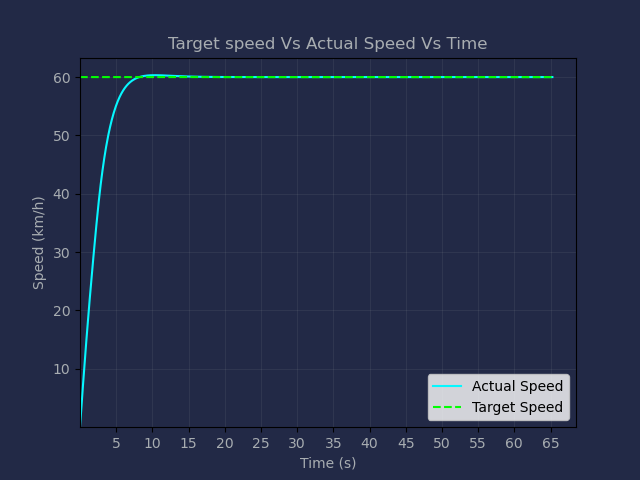 Target speed Vs Actual Speed Vs Time
Speed (km/h)
60
50
40
30
20
10
5 10 15 20 25 30 35 40 45 50 55 60 65
Time (s)
Actual Speed
Target Speed